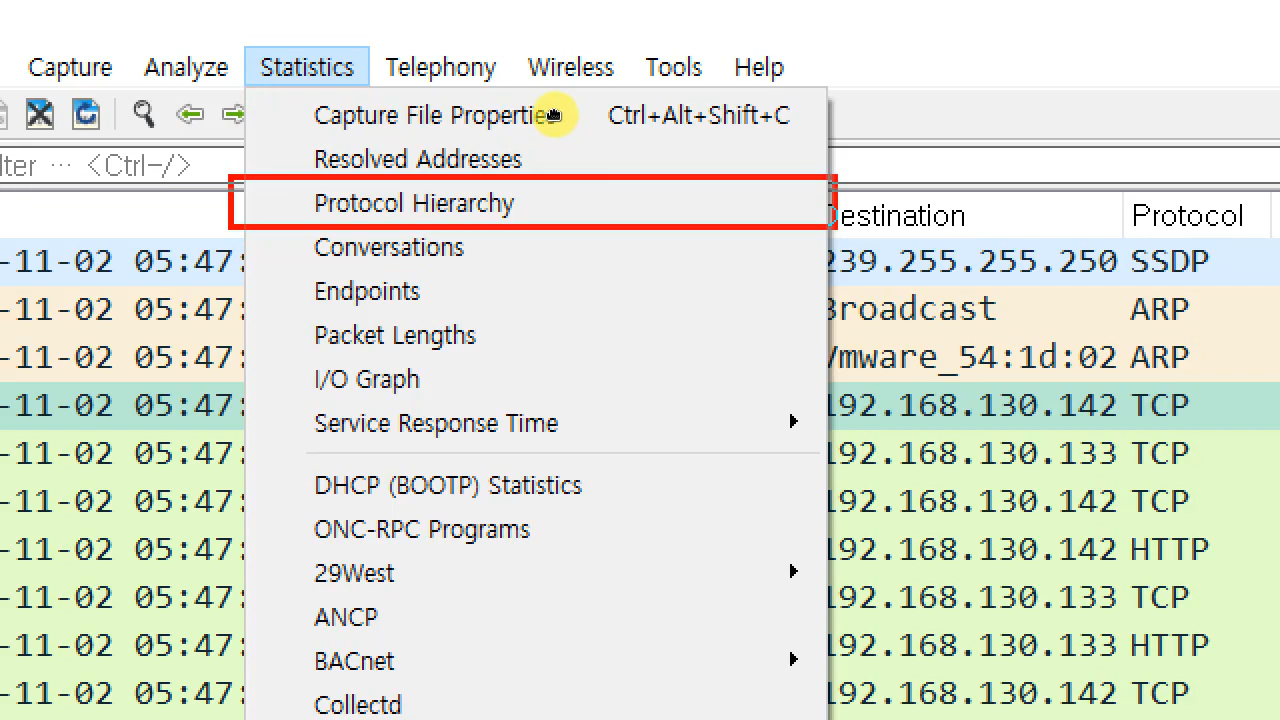 Capture Analyze Statistics Telephony Wireless Tools Help
Capture File Properties Ctrl+Alt+Shift+C
Resolved Addresses
lter ··· <Ctrl-/>
Protocol Hierarchy
estination Protocol
Conversations
-11-02 05:47: 239.255.255.250 SSDP
Endpoints
-11-02 05:47: Broadcast ARP
Packet Lengths
-11-02 05:47: Vmware_54:1d:02 ARP
I/O Graph
-11-02 05:47: 192.168.130.142 TCP
Service Response Time
-11-02 05:47: 192.168.130.133 TCP
DHCP (BOOTP) Statistics
-11-02 05:47: 192.168.130.142 TCP
ONC-RPC Programs
-11-02 05:47: 192.168.130.142 HTTP
29West
-11-02 05:47: 192.168.130.133 TCP
ANCP
-11-02 05:47: 192.168.130.133 HTTP
BACnet
-11-02 05:47: 192.168.130.142 TCP
Collectd